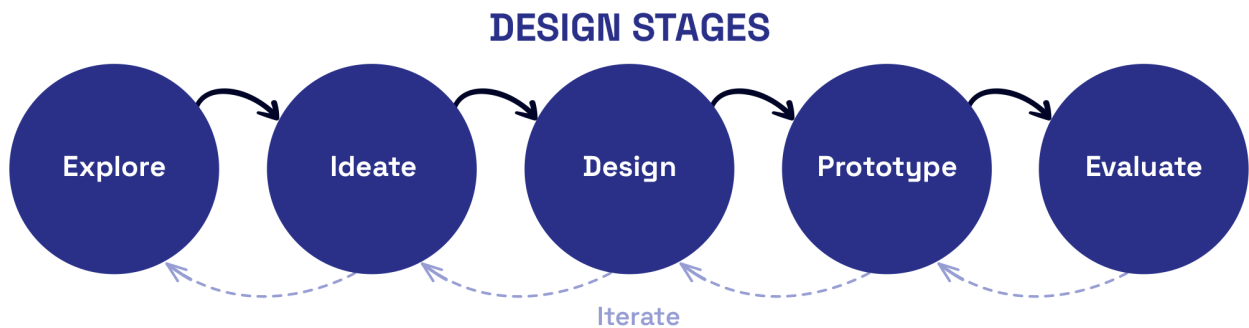 DESIGN STAGES
Explore
Ideate
Design
Prototype
Evaluate
Iterate